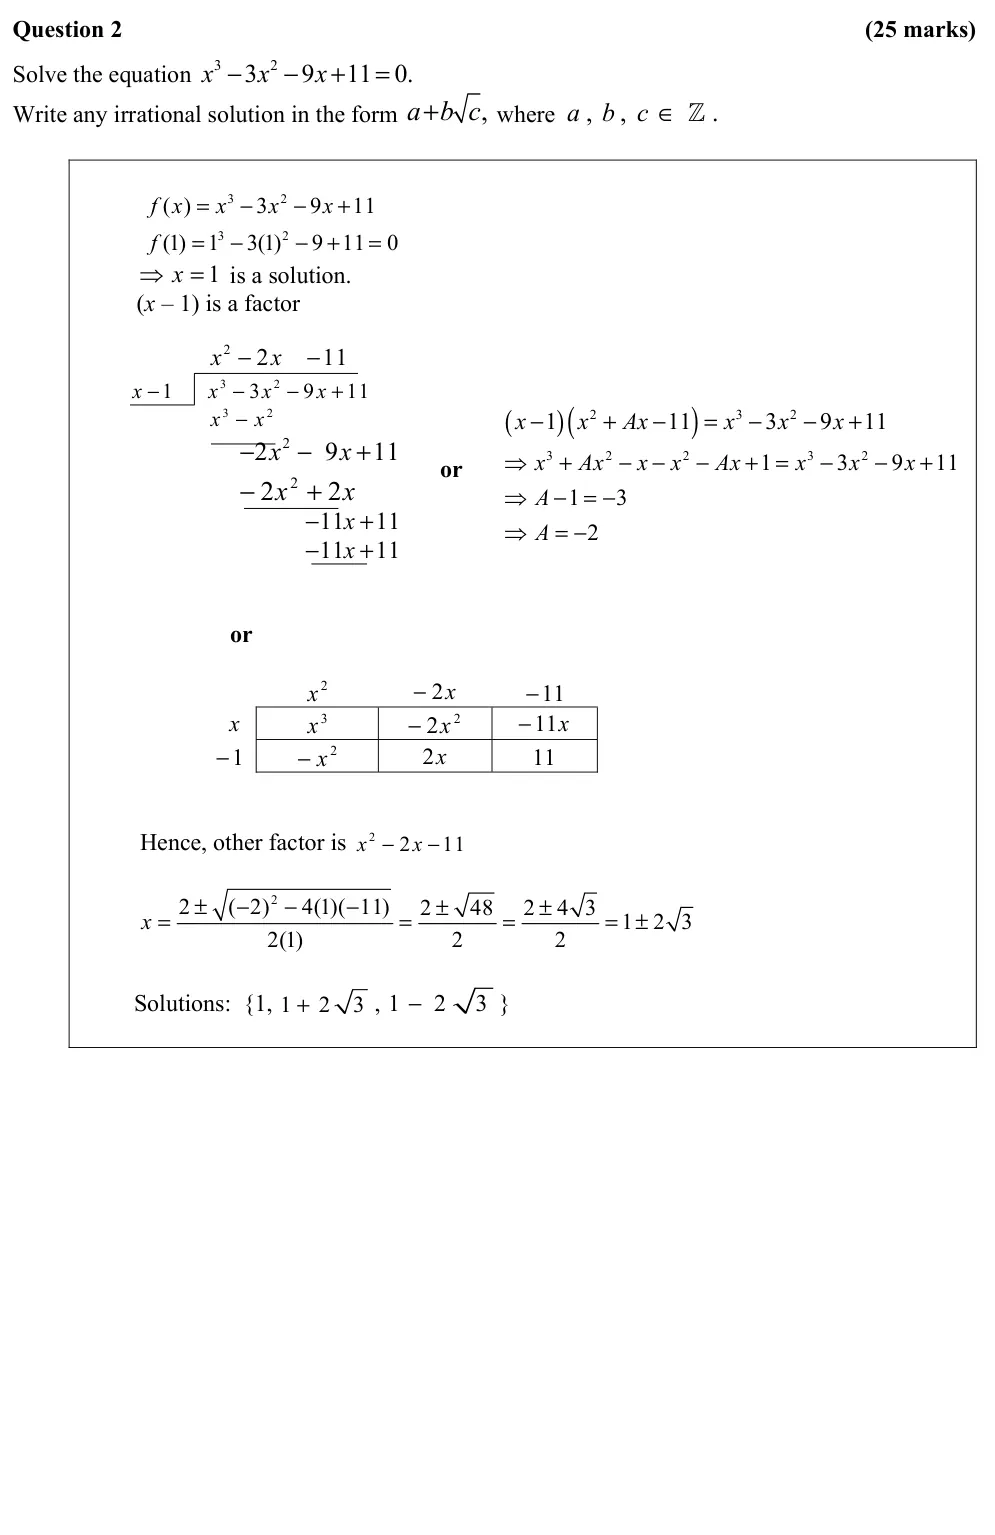 Question 2 (25 marks)
Solve the equation x³ − 3x² − 9x + 11 = 0.
Write any irrational solution in the form a + b√c, where a , b , c ∈ ℤ .
f(x) = x³ − 3x² − 9x + 11
f(1) = 1³ − 3(1)² − 9 + 11 = 0
⇒ x = 1 is a solution.
(x – 1) is a factor
x² − 2x − 11
x − 1 x³ − 3x² − 9x + 11
x³ − x²
−2x² − 9x + 11
− 2x² + 2x
−11x + 11
−11x + 11
or
(x − 1)(x² + Ax − 11) = x³ − 3x² − 9x + 11
⇒ x³ + Ax² − x − x² − Ax + 1 = x³ − 3x² − 9x + 11
⇒ A − 1 = −3
⇒ A = −2
or
x² − 2x − 11
x x³ − 2x² − 11x
− 1 − x² 2x 11
Hence, other factor is x² − 2x − 11
x = (2 ± √((−2)² − 4(1)(−11)))/(2(1)) = (2 ± √48)/2 = (2 ± 4√3)/2 = 1 ± 2√3
Solutions: {1, 1 + 2√3 , 1 − 2√3 }